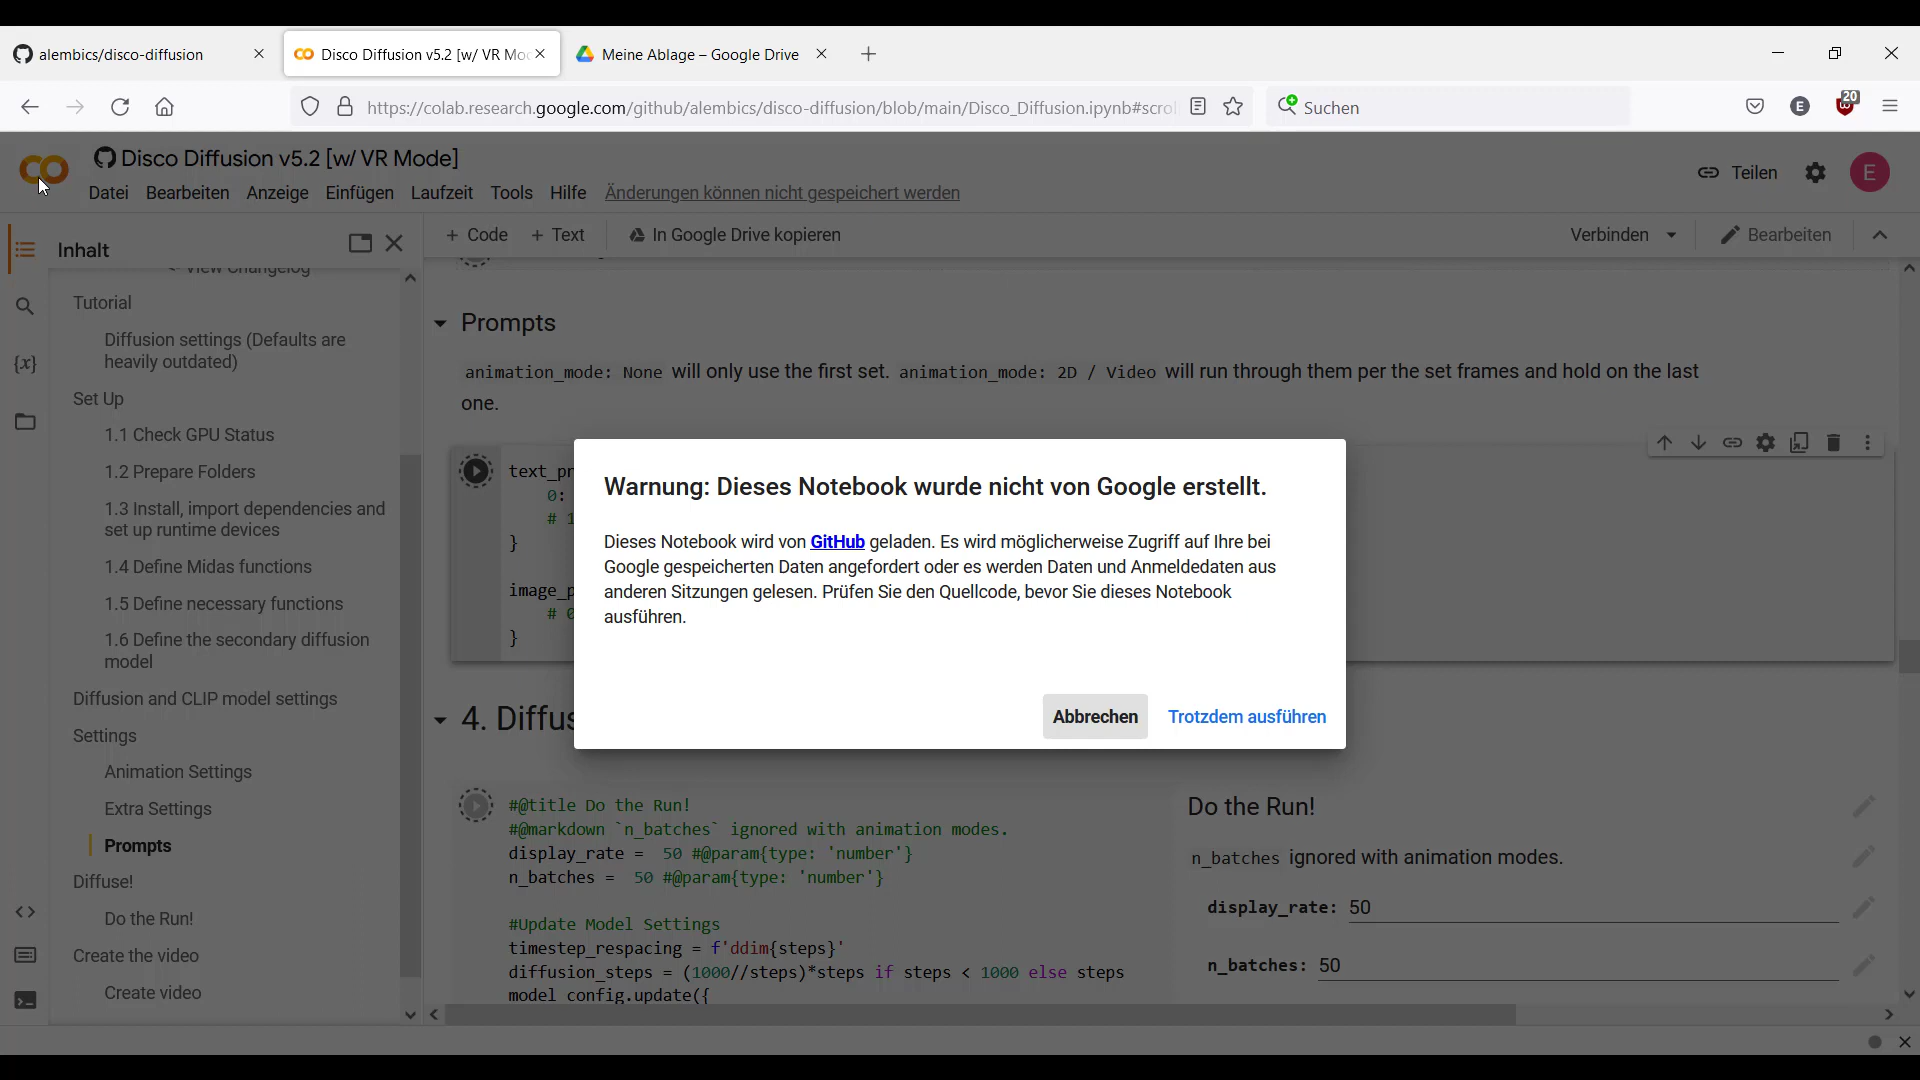 alembics/disco-diffusion
Disco Diffusion v5.2 [w/ VR Mo
Meine Ablage – Google Drive
https://colab.research.google.com/github/alembics/disco-diffusion/blob/main/Disco_Diffusion.ipynb#scrol
Suchen
E
20
Disco Diffusion v5.2 [w/ VR Mode]
Datei Bearbeiten Anzeige Einfügen Laufzeit Tools Hilfe Änderungen können nicht gespeichert werden
Teilen
E
Inhalt
+ Code + Text In Google Drive kopieren
Verbinden Bearbeiten
View Changelog
Tutorial
Diffusion settings (Defaults are
heavily outdated)
Set Up
1.1 Check GPU Status
1.2 Prepare Folders
1.3 Install, import dependencies and
set up runtime devices
1.4 Define Midas functions
1.5 Define necessary functions
1.6 Define the secondary diffusion
model
Diffusion and CLIP model settings
Settings
Animation Settings
Extra Settings
Prompts
Diffuse!
Do the Run!
Create the video
Create video
Prompts
animation_mode: None will only use the first set. animation_mode: 2D / Video will run through them per the set frames and hold on the last
one.
text_pr
0:
# 1
}
image_p
# 0
}
Warnung: Dieses Notebook wurde nicht von Google erstellt.
Dieses Notebook wird von GitHub geladen. Es wird möglicherweise Zugriff auf Ihre bei
Google gespeicherten Daten angefordert oder es werden Daten und Anmeldedaten aus
anderen Sitzungen gelesen. Prüfen Sie den Quellcode, bevor Sie dieses Notebook
ausführen.
Abbrechen Trotzdem ausführen
4. Diffus
#@title Do the Run!
#@markdown `n_batches` ignored with animation modes.
display_rate = 50 #@param{type: 'number'}
n_batches = 50 #@param{type: 'number'}
#Update Model Settings
timestep_respacing = f'ddim{steps}'
diffusion_steps = (1000//steps)*steps if steps < 1000 else steps
model_config.update({
Do the Run!
n_batches ignored with animation modes.
display_rate: 50
n_batches: 50